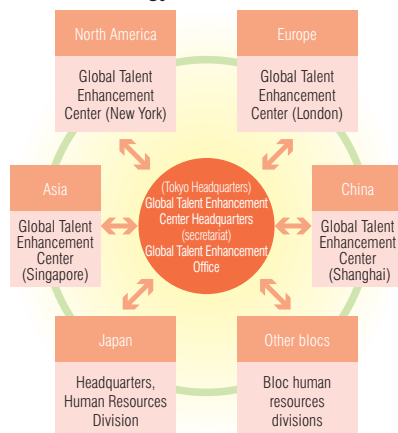 North America
Global Talent
Enhancement
Center (New York)
Europe
Global Talent
Enhancement
Center (London)
Asia
Global Talent
Enhancement
Center
(Singapore)
(Tokyo Headquarters)
Global Talent Enhancement
Center Headquarters
(secretariat)
Global Talent Enhancement
Office
China
Global Talent
Enhancement
Center
(Shanghai)
Japan
Headquarters,
Human Resources
Division
Other blocs
Bloc human
resources
divisions